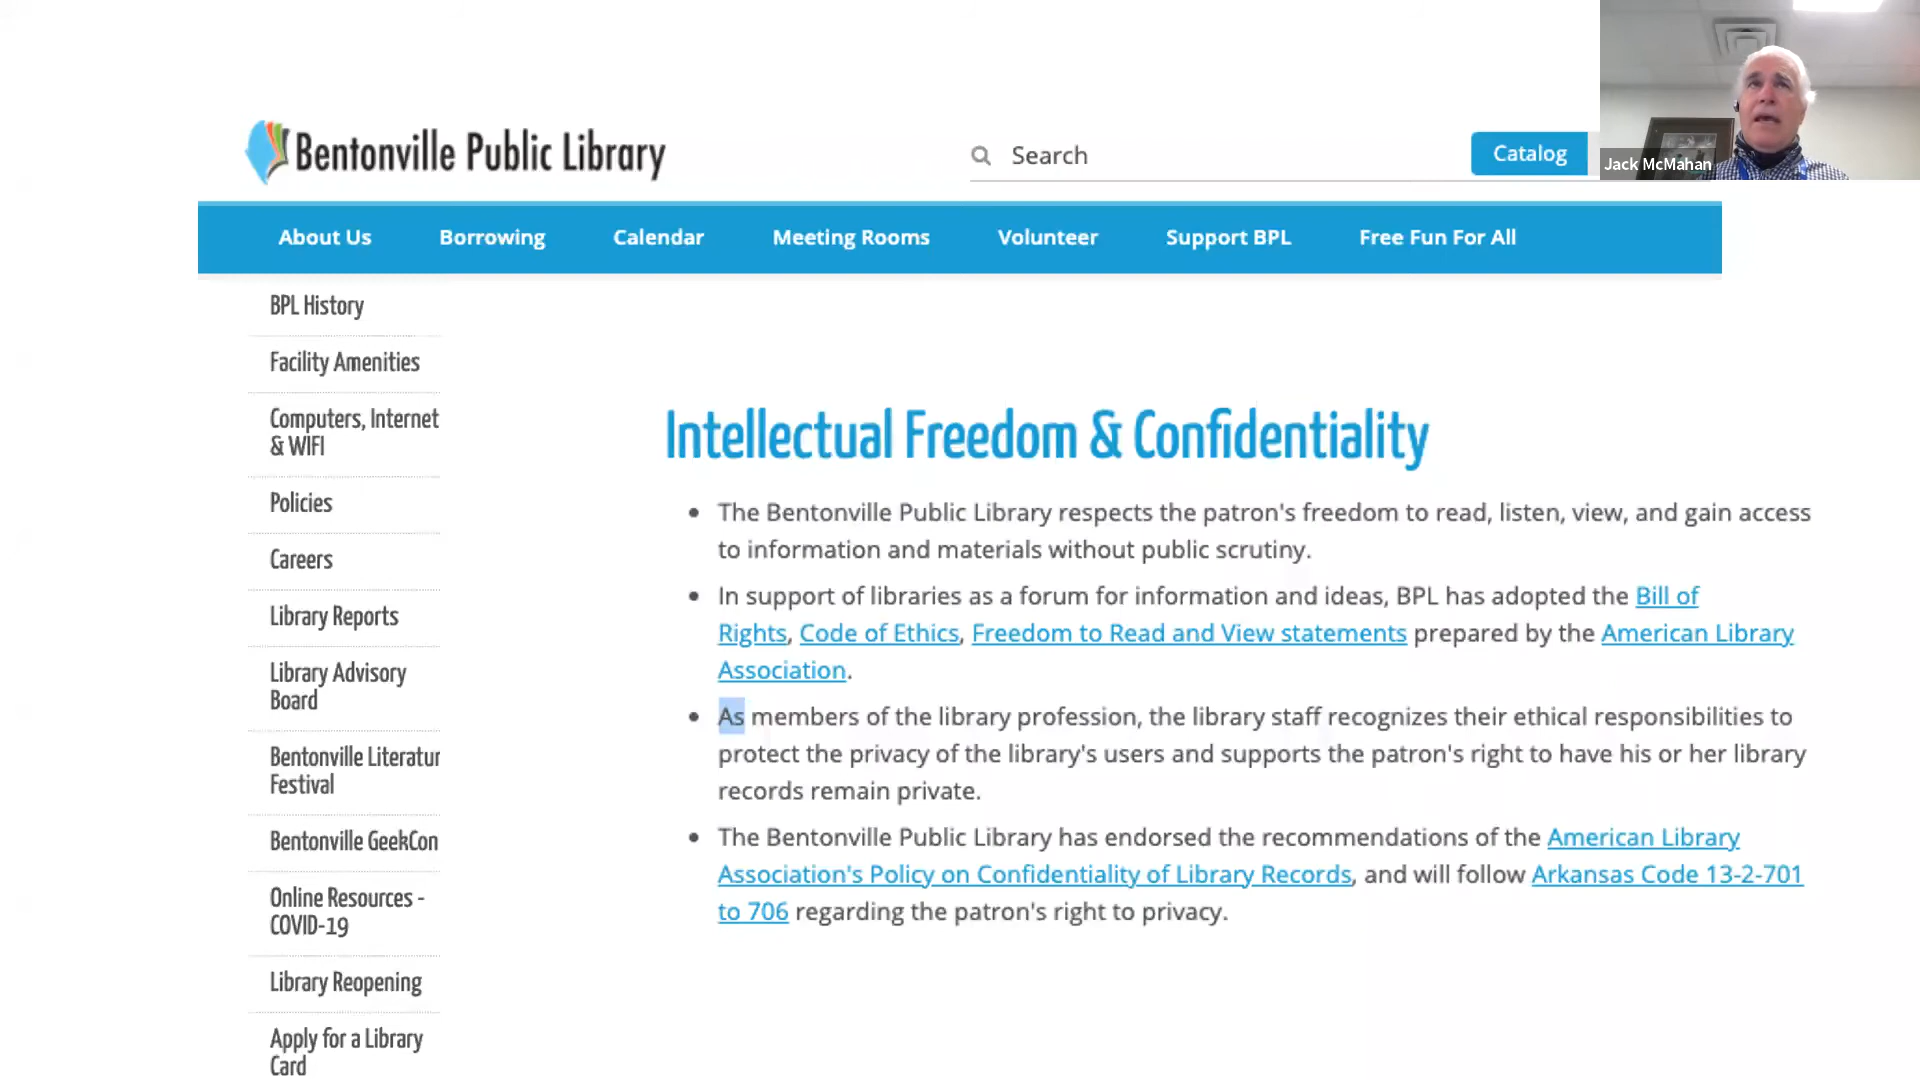 Bentonville Public Library
Search
Catalog
Jack McMahan
About Us
Borrowing
Calendar
Meeting Rooms
Volunteer
Support BPL
Free Fun For All
BPL History
Facility Amenities
Computers, Internet
& WIFI
Policies
Careers
Library Reports
Library Advisory
Board
Bentonville Literatur
Festival
Bentonville GeekCon
Online Resources -
COVID-19
Library Reopening
Apply for a Library
Card
Intellectual Freedom & Confidentiality
• The Bentonville Public Library respects the patron's freedom to read, listen, view, and gain access
to information and materials without public scrutiny.
• In support of libraries as a forum for information and ideas, BPL has adopted the Bill of
Rights, Code of Ethics, Freedom to Read and View statements prepared by the American Library
Association.
• As members of the library profession, the library staff recognizes their ethical responsibilities to
protect the privacy of the library's users and supports the patron's right to have his or her library
records remain private.
• The Bentonville Public Library has endorsed the recommendations of the American Library
Association's Policy on Confidentiality of Library Records, and will follow Arkansas Code 13-2-701
to 706 regarding the patron's right to privacy.